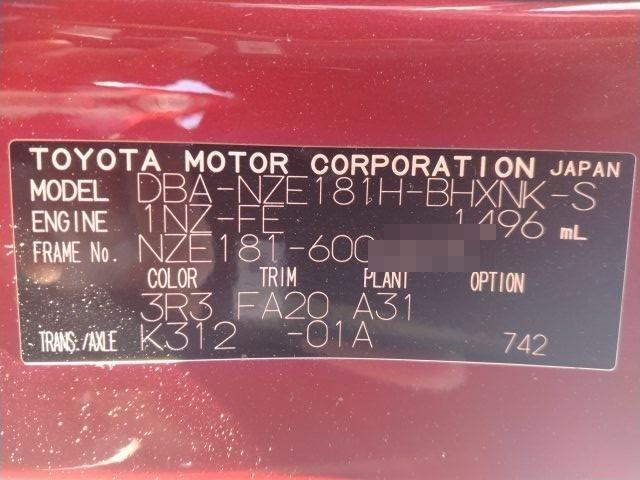 TOYOTA MOTOR CORPORATION JAPAN
MODEL DBA-NZE181H-BHXNK-S
ENGINE 1NZ-FE 1496 mL
FRAME No. NZE181-600
COLOR TRIM PLANT OPTION
3R3 FA20 A31
TRANS./AXLE K312 -01A 742